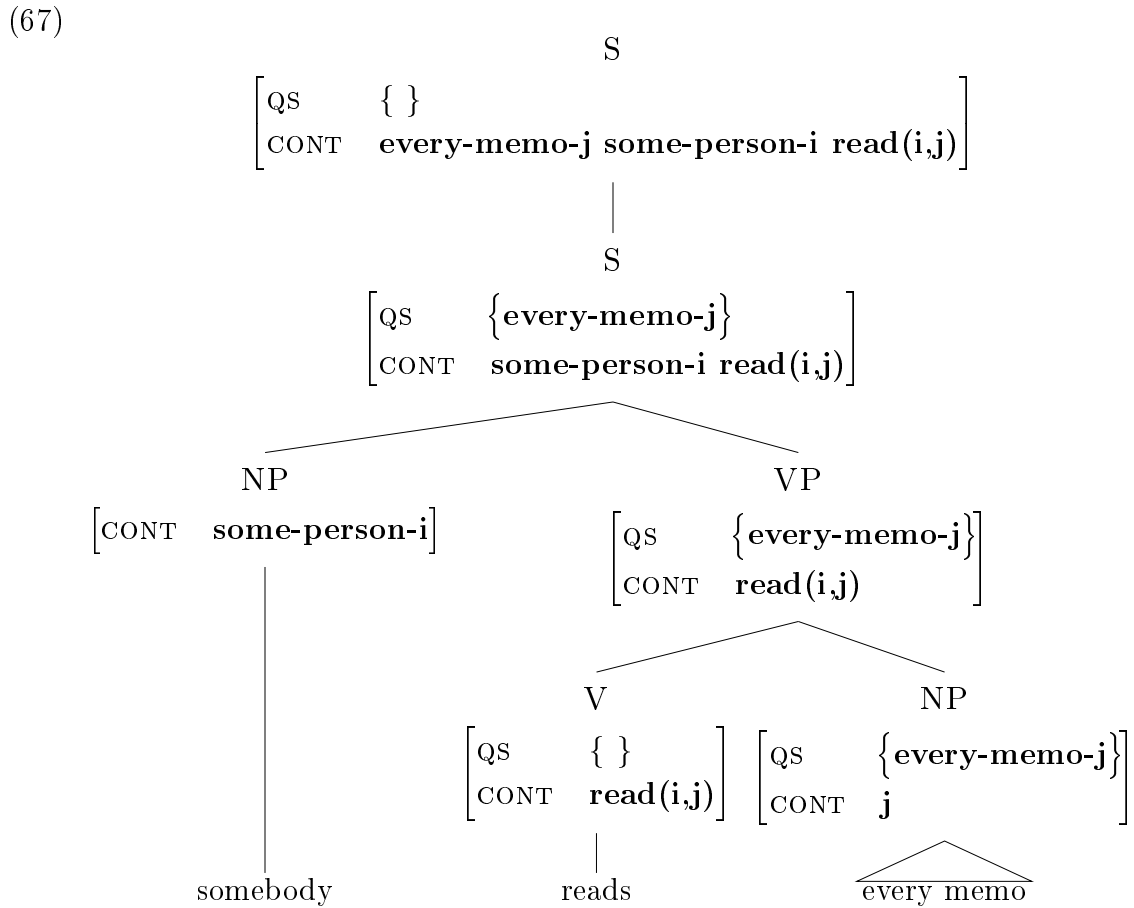 (67)
S
QS { }
CONT every-memo-j some-person-i read(i,j)
S
QS {every-memo-j}
CONT some-person-i read(i,j)
NP VP
[CONT some-person-i]
QS {every-memo-j}
CONT read(i,j)
V NP
QS { } QS {every-memo-j}
CONT read(i,j) CONT j
somebody reads every memo